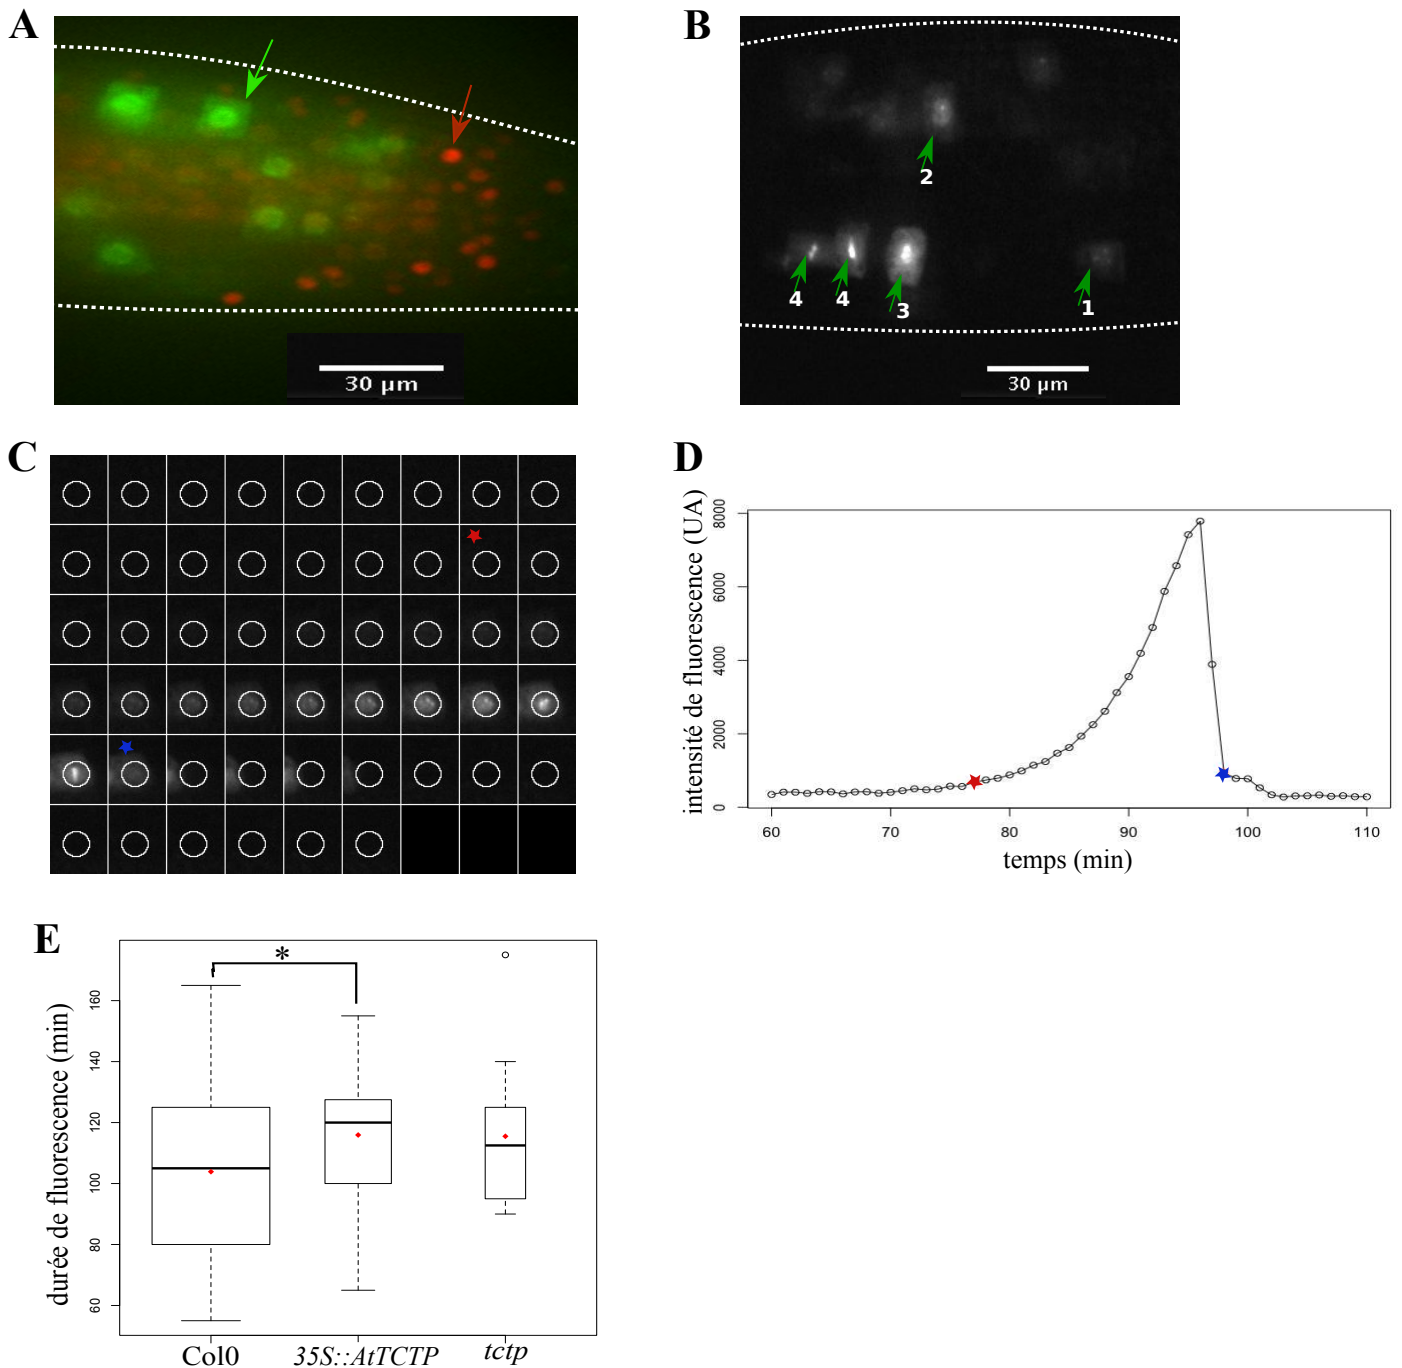 A
B
30 µm
2
4
4
3
1
30 µm
C
D
intensité de fluorescence (UA)
0
2000
4000
6000
8000
60
70
80
90
100
110
temps (min)
E
durée de fluorescence (min)
60
80
100
120
140
160
*
Col0
35S::AtTCTP
tctp